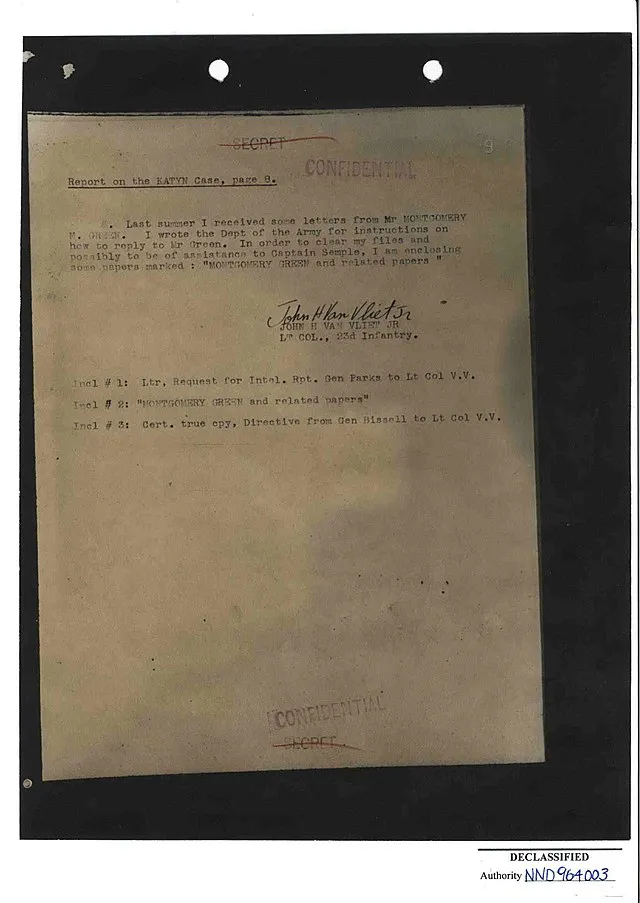 SECRET
9
CONFIDENTIAL
Report on the KATYN Case, page 8.
. Last summer I received some letters from Mr MONTGOMERY
M. GREEN. I wrote the Dept of the Army for instructions on
how to reply to Mr Green. In order to clear my files and
possibly to be of assistance to Captain Semple, I am enclosing
some papers marked : "MONTGOMERY GREEN and related papers "
John H Van Vliet Jr
JOHN H VAN VLIET JR
LT COL., 23d Infantry.
Incl # 1: Ltr, Request for Intel. Rpt. Gen Parks to Lt Col V.V.
Incl # 2: "MONTGOMERY GREEN and related papers"
Incl # 3: Cert. true cpy, Directive from Gen Bissell to Lt Col V.V.
CONFIDENTIAL
SECRET.
DECLASSIFIED
Authority NND964003